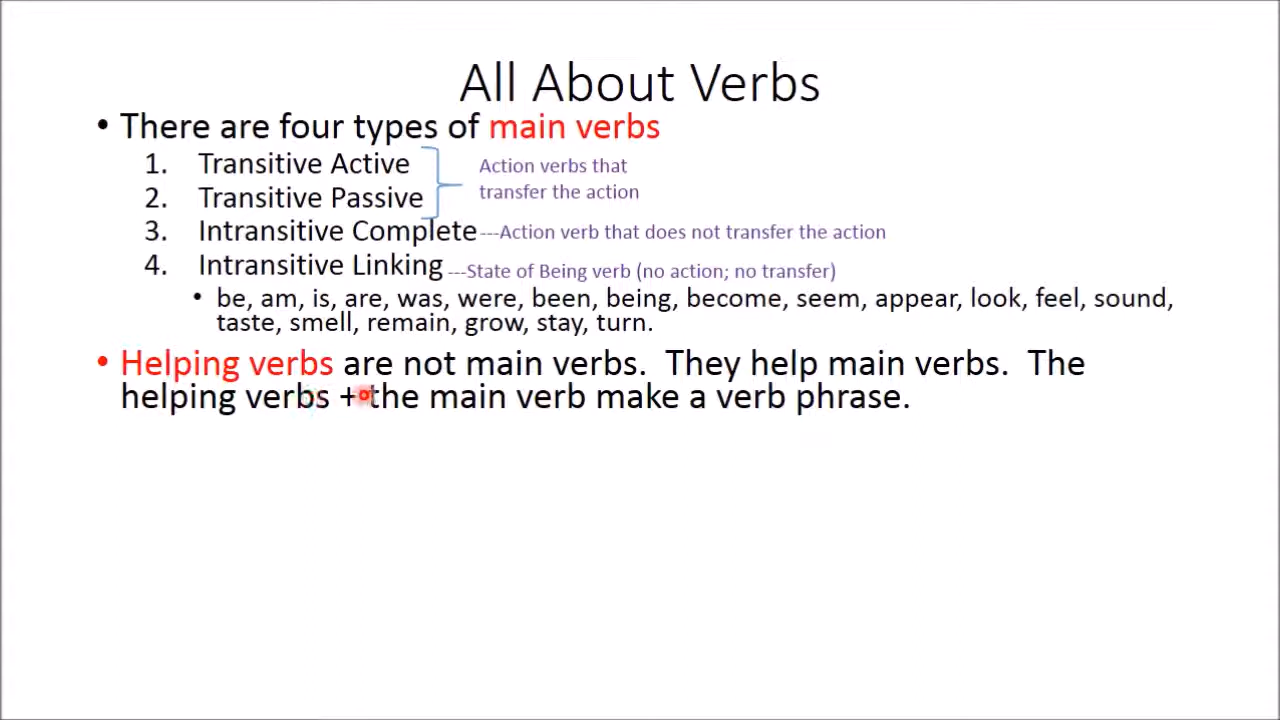 All About Verbs
• There are four types of main verbs
1. Transitive Active
2. Transitive Passive
Action verbs that
transfer the action
3. Intransitive Complete ---Action verb that does not transfer the action
4. Intransitive Linking ---State of Being verb (no action; no transfer)
• be, am, is, are, was, were, been, being, become, seem, appear, look, feel, sound,
taste, smell, remain, grow, stay, turn.
• Helping verbs are not main verbs. They help main verbs. The
helping verbs + the main verb make a verb phrase.